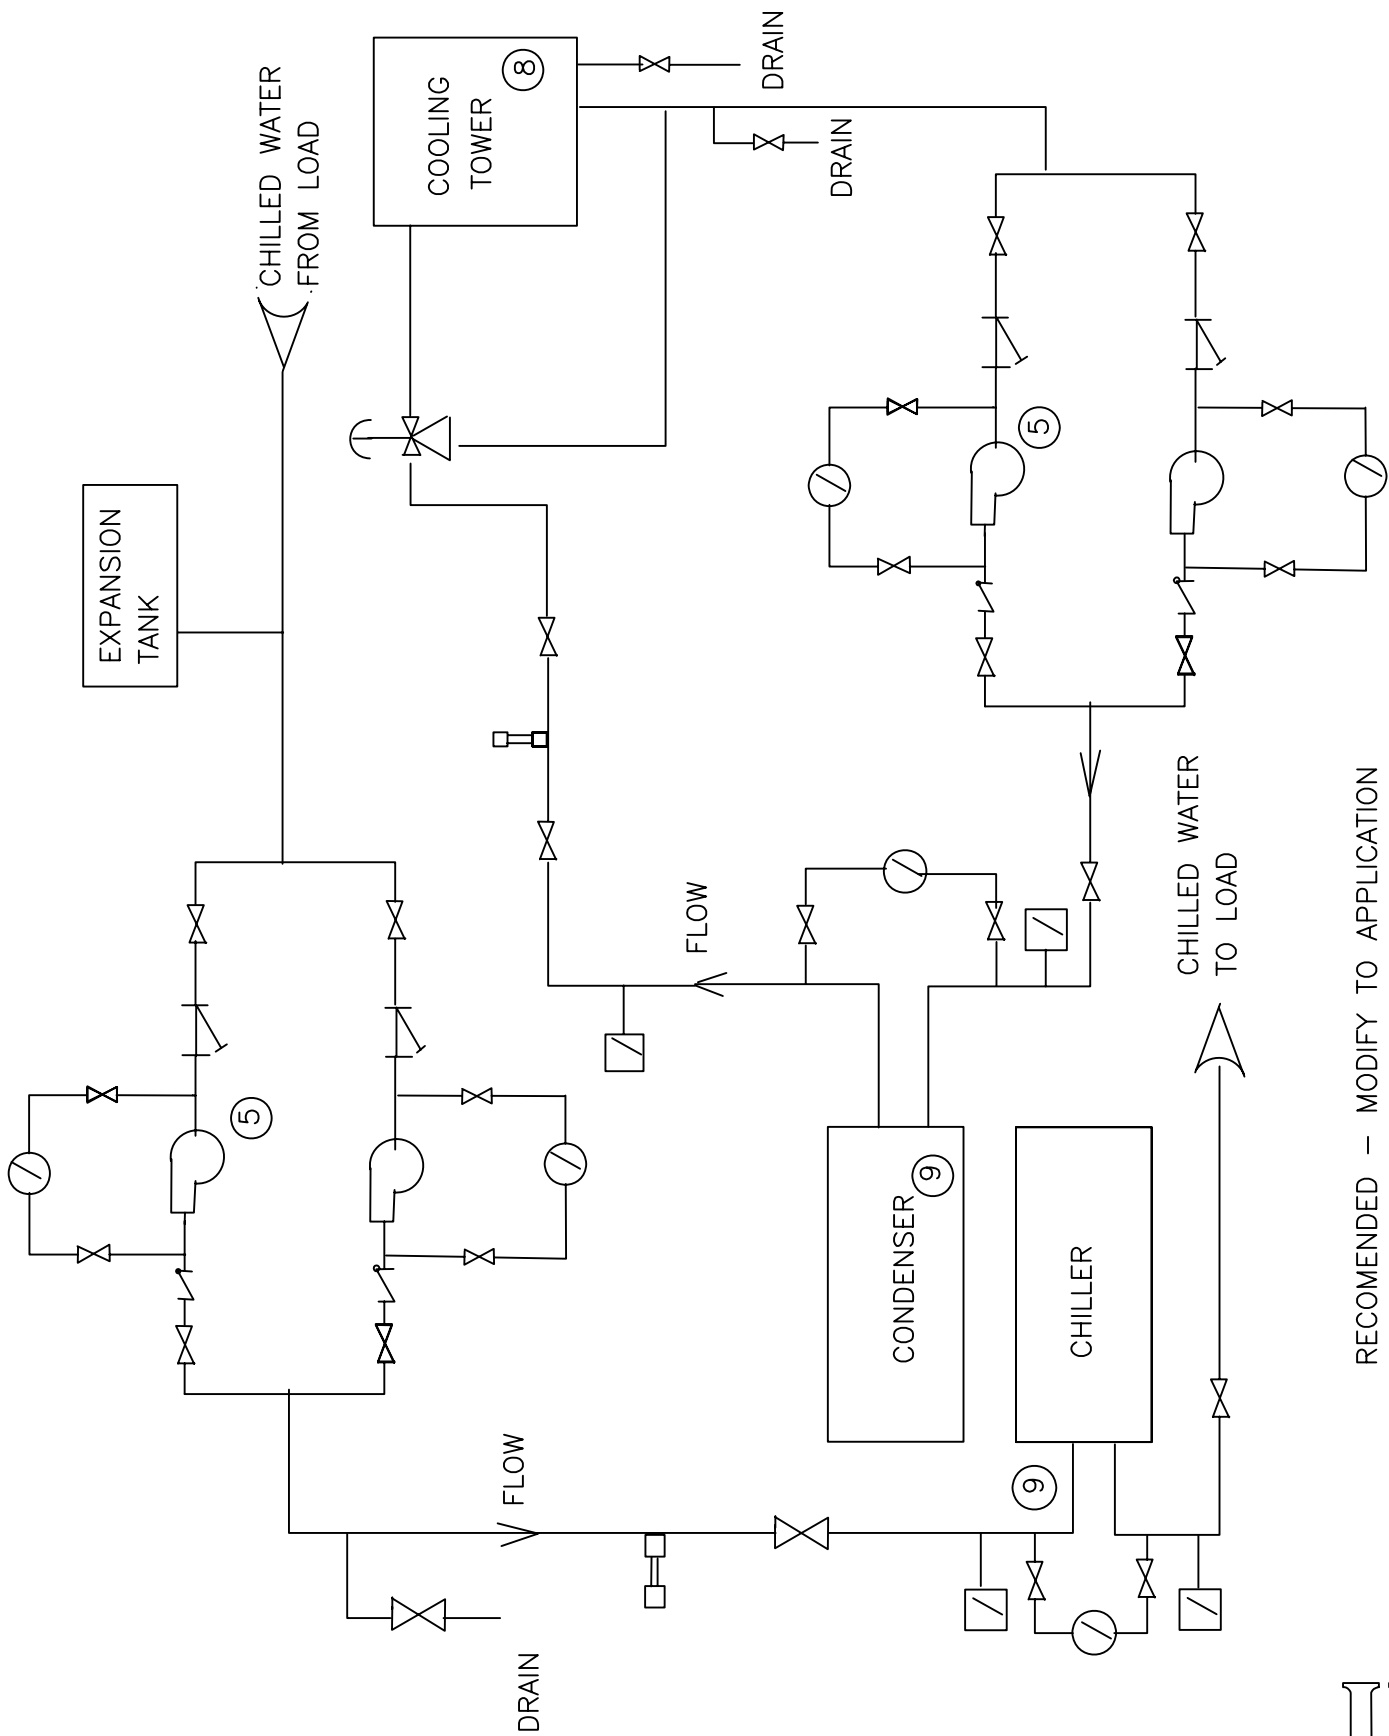 EXPANSION
TANK
CHILLED WATER
FROM LOAD
5
COOLING
TOWER
8
FLOW
DRAIN
FLOW
DRAIN
DRAIN
CONDENSER
9
5
9
CHILLER
CHILLED WATER
TO LOAD
RECOMENDED – MODIFY TO APPLICATION